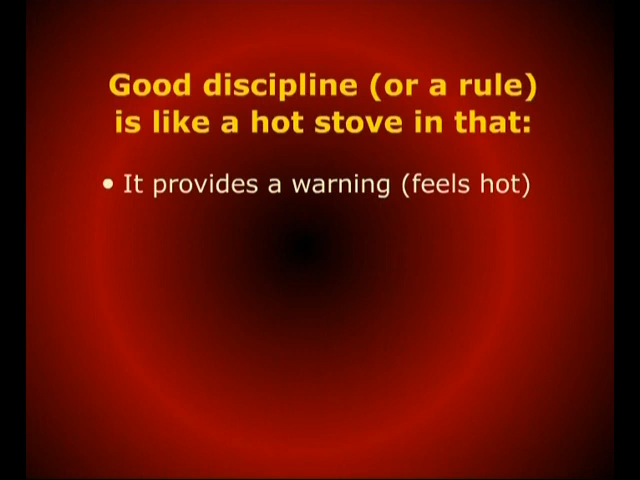 Good discipline (or a rule)
is like a hot stove in that:
• It provides a warning (feels hot)